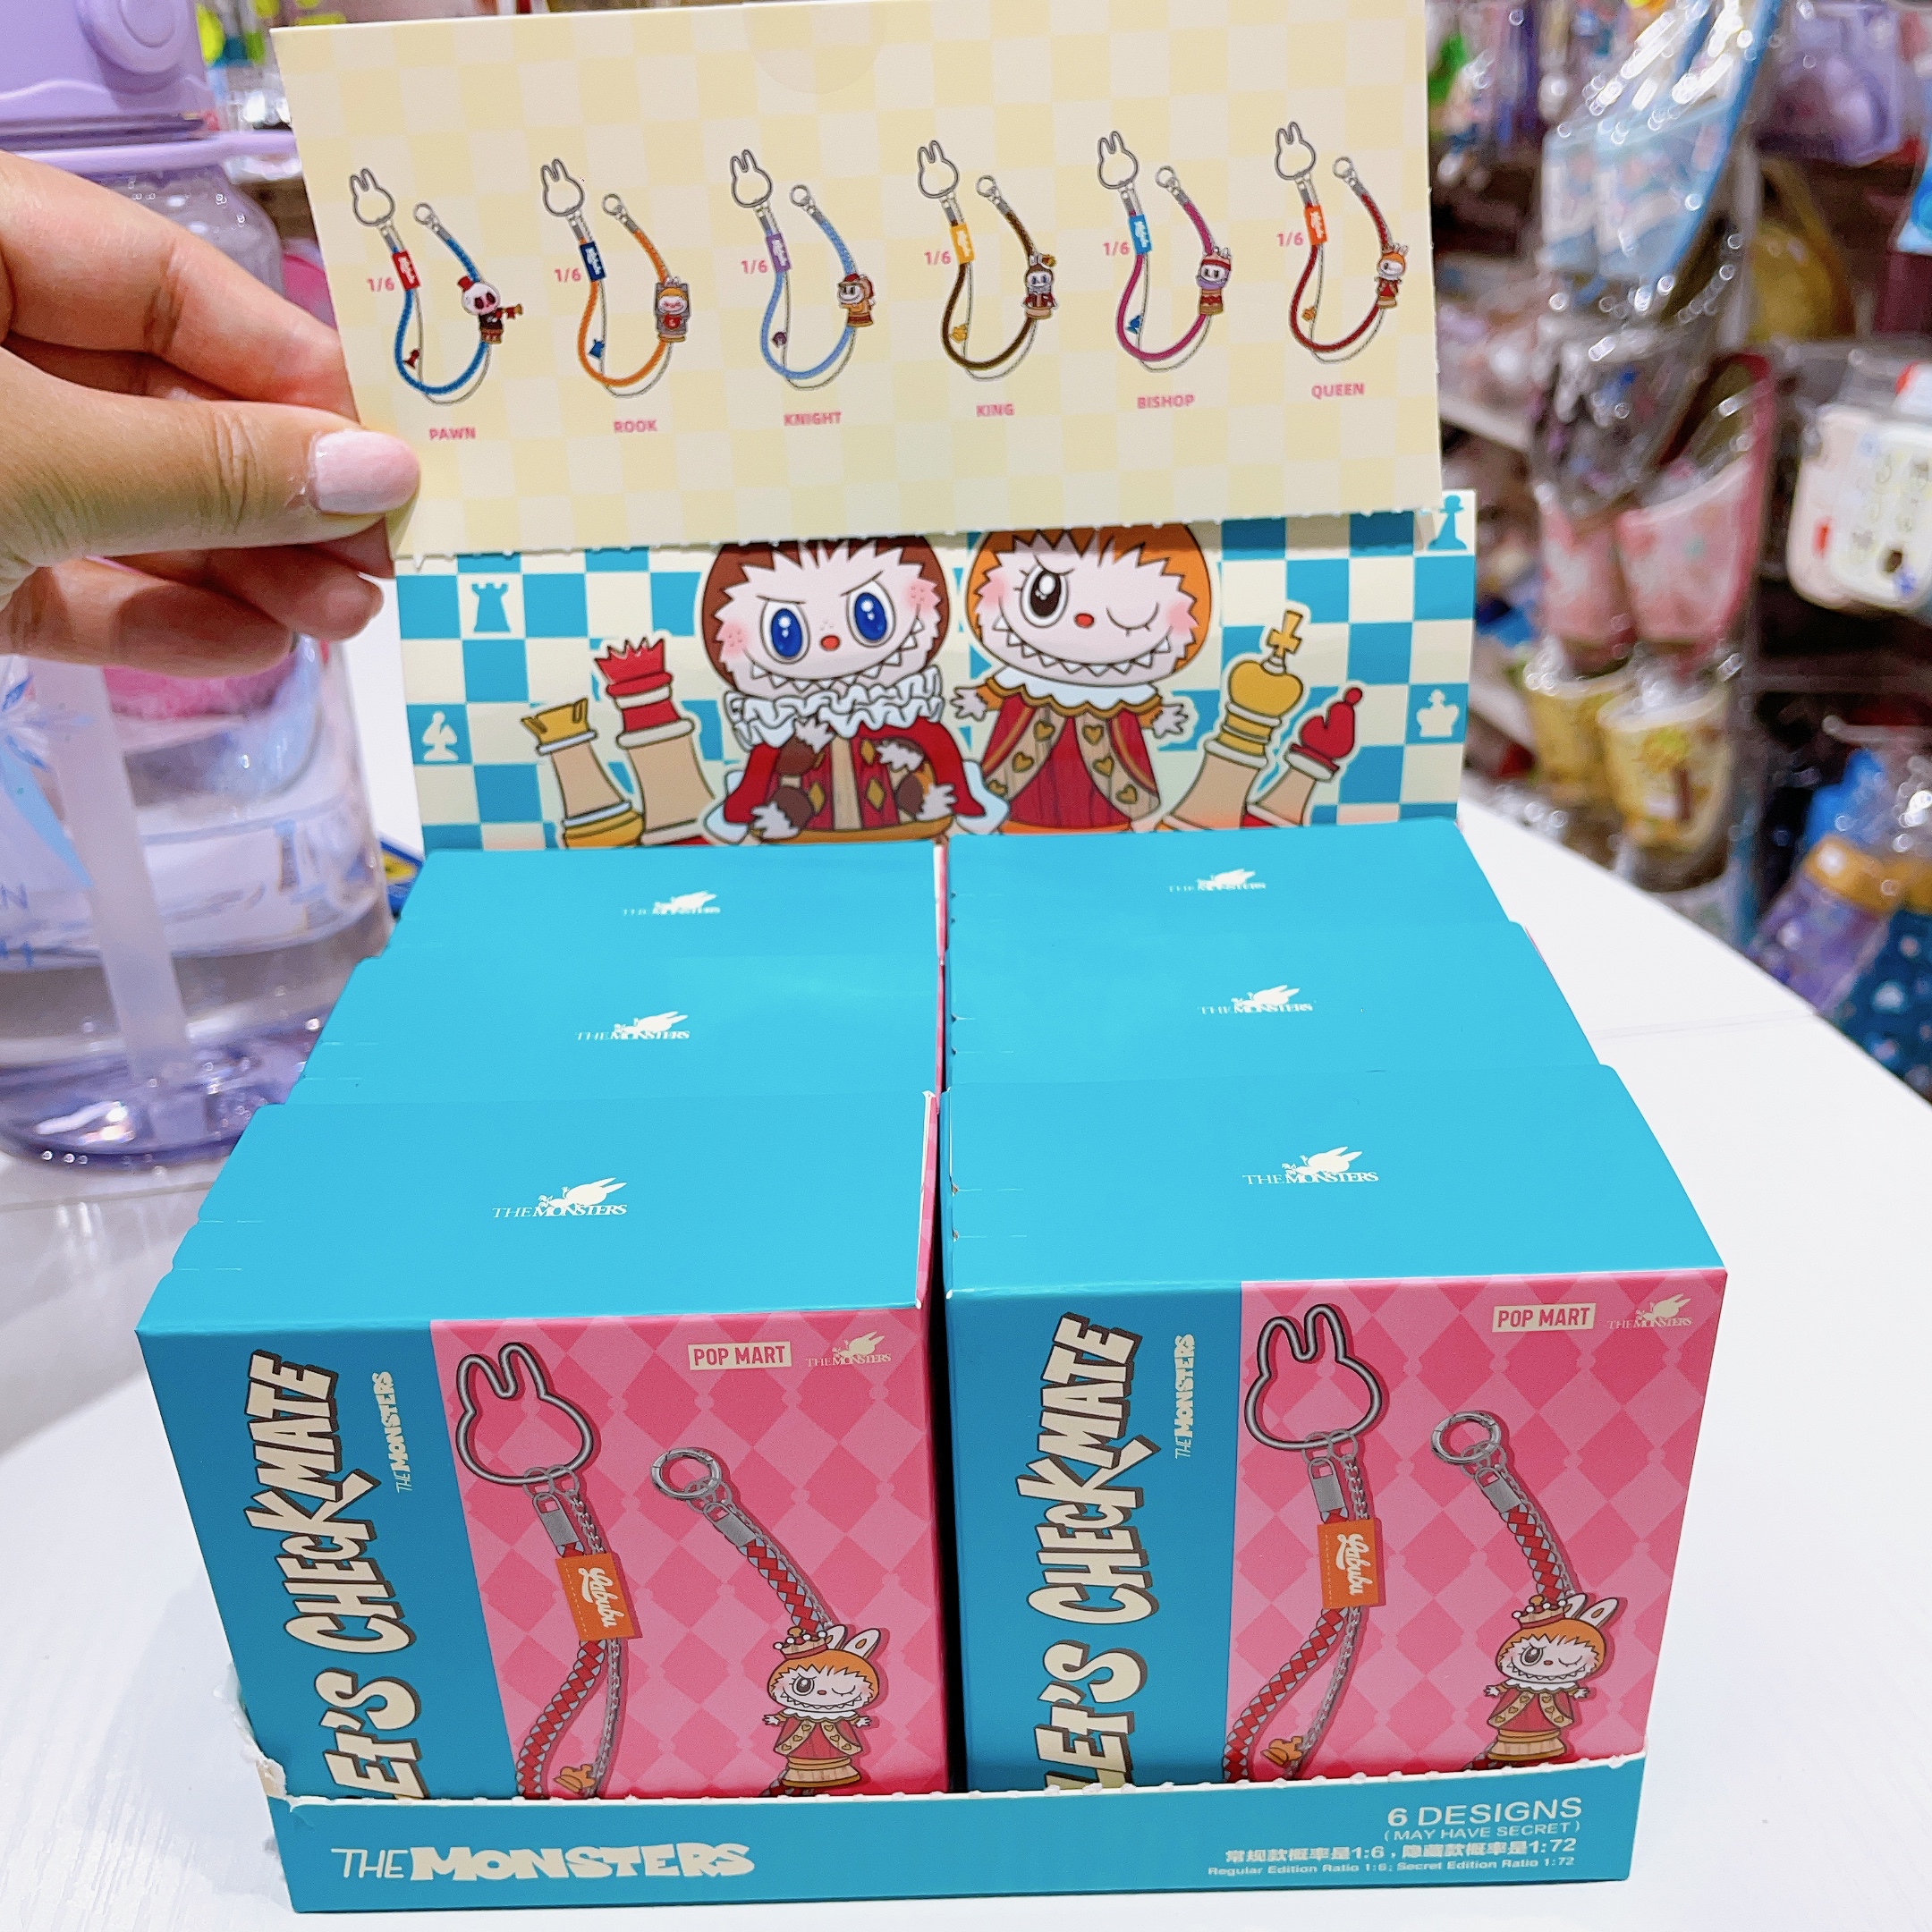 1/6
1/6
1/6
1/6
1/6
1/6
PAWN
ROOK
KNIGHT
KING
BISHOP
QUEEN
THE MONSTERS
THE MONSTERS
THE MONSTERS
THE MONSTERS
THE MONSTERS
THE MONSTERS
LET'S CHECKMATE
THE MONSTERS
POP MART
THE MONSTERS
Labubu
LET'S CHECKMATE
THE MONSTERS
POP MART
THE MONSTERS
Labubu
THE MONSTERS
6 DESIGNS
(MAY HAVE SECRET)
常规款概率是1:6，隐藏款概率是1:72
Regular Edition Ratio 1:6; Secret Edition Ratio 1:72